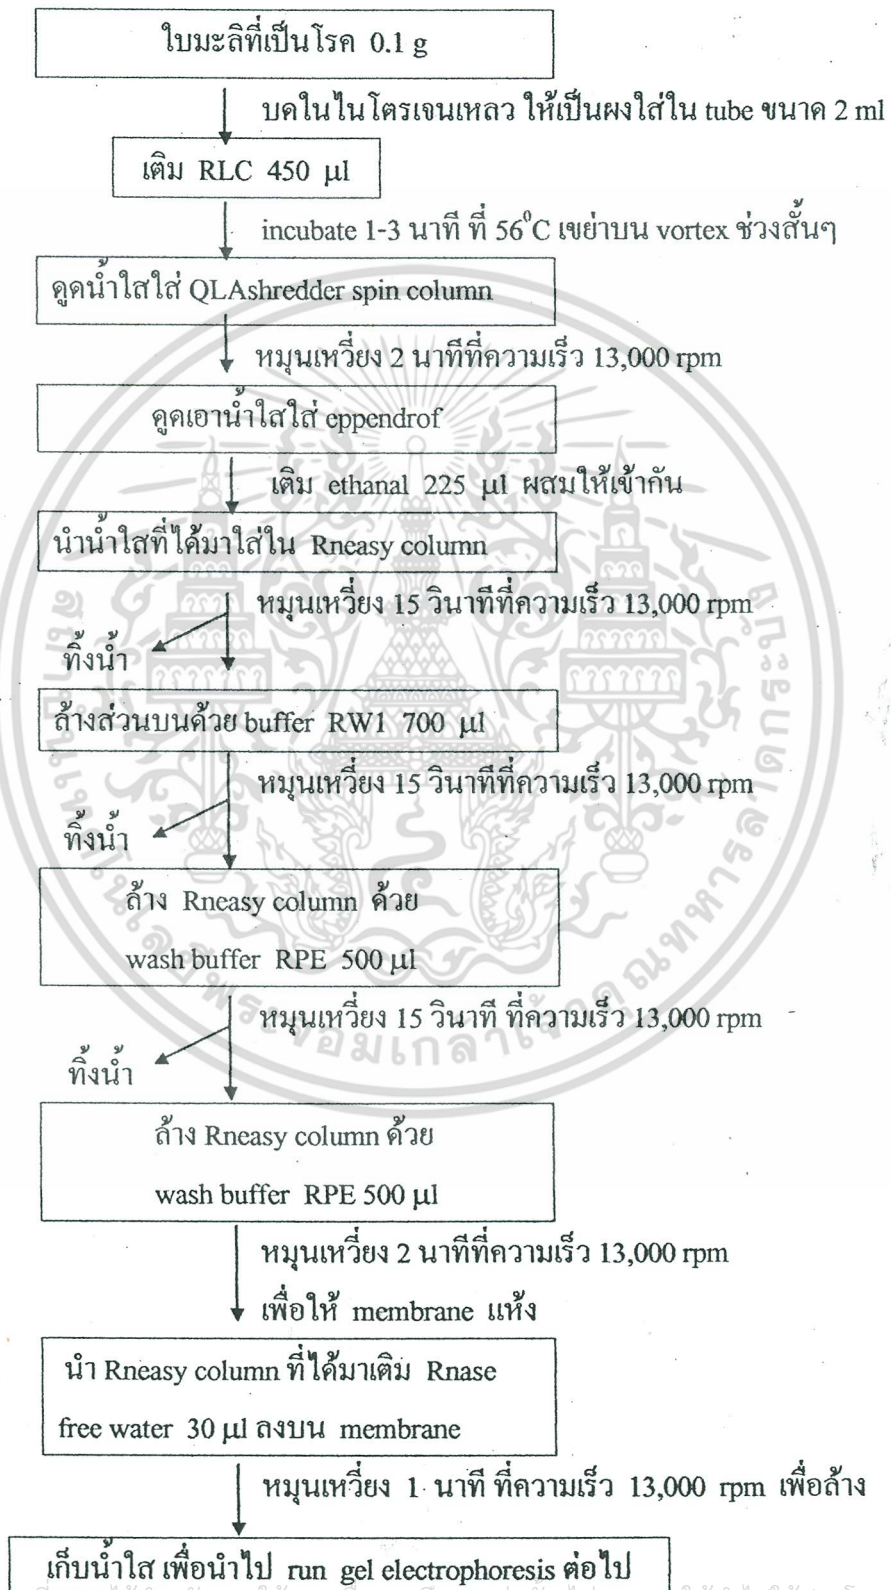 ใบมะลิที่เป็นโรค 0.1 g
บดในไนโตรเจนเหลว ให้เป็นผงใส่ใน tube ขนาด 2 ml
เติม RLC 450 µl
incubate 1-3 นาที ที่ 56⁰C เขย่าบน vortex ช่วงสั้นๆ
ดูดน้ำใสใส่ QLAshredder spin column
หมุนเหวี่ยง 2 นาทีที่ความเร็ว 13,000 rpm
ดูดเอาน้ำใสใส่ eppendrof
เติม ethanal 225 µl ผสมให้เข้ากัน
นำน้ำใสที่ได้มาใส่ใน Rneasy column
หมุนเหวี่ยง 15 วินาทีที่ความเร็ว 13,000 rpm
ทิ้งน้ำ
ล้างส่วนบนด้วย buffer RW1 700 µl
หมุนเหวี่ยง 15 วินาทีที่ความเร็ว 13,000 rpm
ทิ้งน้ำ
ล้าง Rneasy column ด้วย
wash buffer RPE 500 µl
หมุนเหวี่ยง 15 วินาที ที่ความเร็ว 13,000 rpm
ทิ้งน้ำ
ล้าง Rneasy column ด้วย
wash buffer RPE 500 µl
หมุนเหวี่ยง 2 นาทีที่ความเร็ว 13,000 rpm
เพื่อให้ membrane แห้ง
นำ Rneasy column ที่ได้มาเติม Rnase
free water 30 µl ลงบน membrane
หมุนเหวี่ยง 1 นาที ที่ความเร็ว 13,000 rpm เพื่อล้าง
เก็บน้ำใส เพื่อนำไป run gel electrophoresis ต่อไป